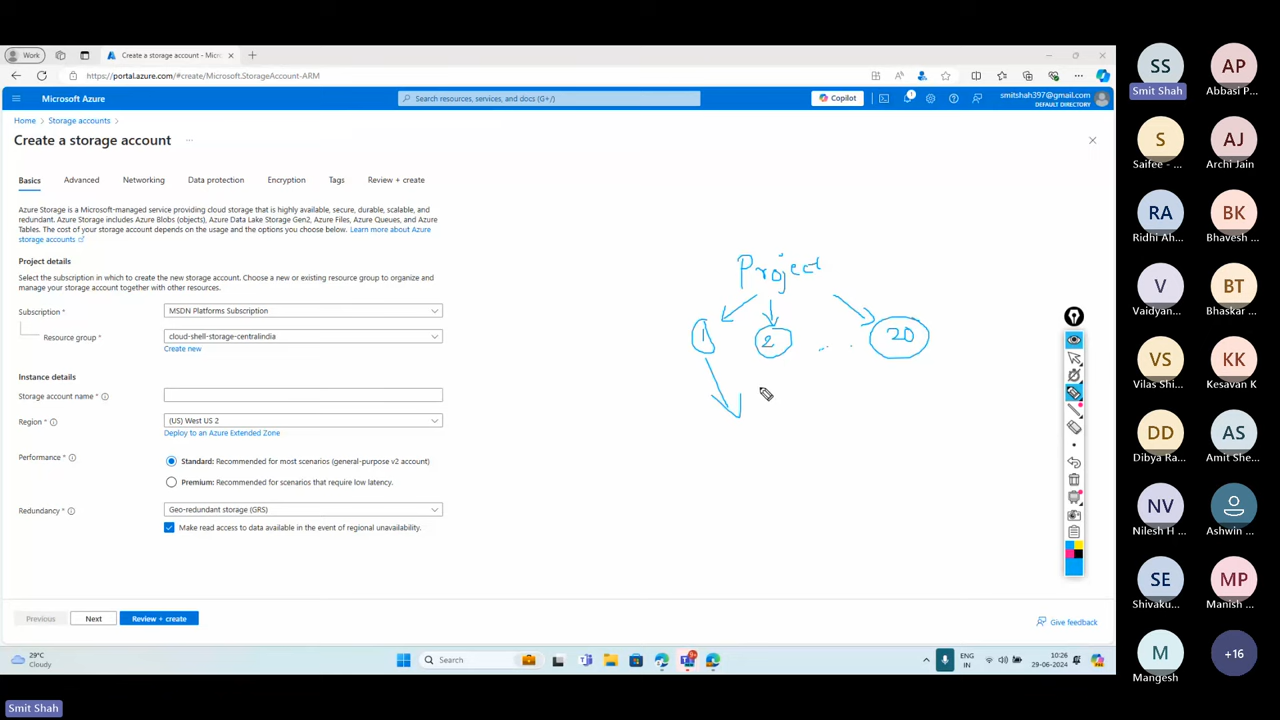 Work
Create a storage account - Micr
https://portal.azure.com/#create/Microsoft.StorageAccount-ARM
Microsoft Azure
Search resources, services, and docs (G+/)
Copilot
1
smitshah397@gmail.com
DEFAULT DIRECTORY
Home > Storage accounts >
Create a storage account ...
Basics Advanced Networking Data protection Encryption Tags Review + create
Azure Storage is a Microsoft-managed service providing cloud storage that is highly available, secure, durable, scalable, and
redundant. Azure Storage includes Azure Blobs (objects), Azure Data Lake Storage Gen2, Azure Files, Azure Queues, and Azure
Tables. The cost of your storage account depends on the usage and the options you choose below. Learn more about Azure
storage accounts
Project details
Select the subscription in which to create the new storage account. Choose a new or existing resource group to organize and
manage your storage account together with other resources.
Subscription *
MSDN Platforms Subscription
Resource group *
cloud-shell-storage-centralindia
Create new
Instance details
Storage account name *
Region *
(US) West US 2
Deploy to an Azure Extended Zone
Performance *
Standard: Recommended for most scenarios (general-purpose v2 account)
Premium: Recommended for scenarios that require low latency.
Redundancy *
Geo-redundant storage (GRS)
Make read access to data available in the event of regional unavailability.
Previous
Next
Review + create
Give feedback
Project
1 2 ... 20
29°C
Cloudy
Search
ENG
IN
10:26
29-06-2024
SS
Smit Shah
AP
Abbasi P...
S
Saifee - ...
AJ
Archi Jain
RA
Ridhi Ah...
BK
Bhavesh ...
V
Vaidyan...
BT
Bhaskar ...
VS
Vilas Shi...
KK
Kesavan K
DD
Dibya Ra...
AS
Amit She...
NV
Nilesh H ...
Ashwin ...
SE
Shivaku...
MP
Manish ...
M
Mangesh
+16
Smit Shah